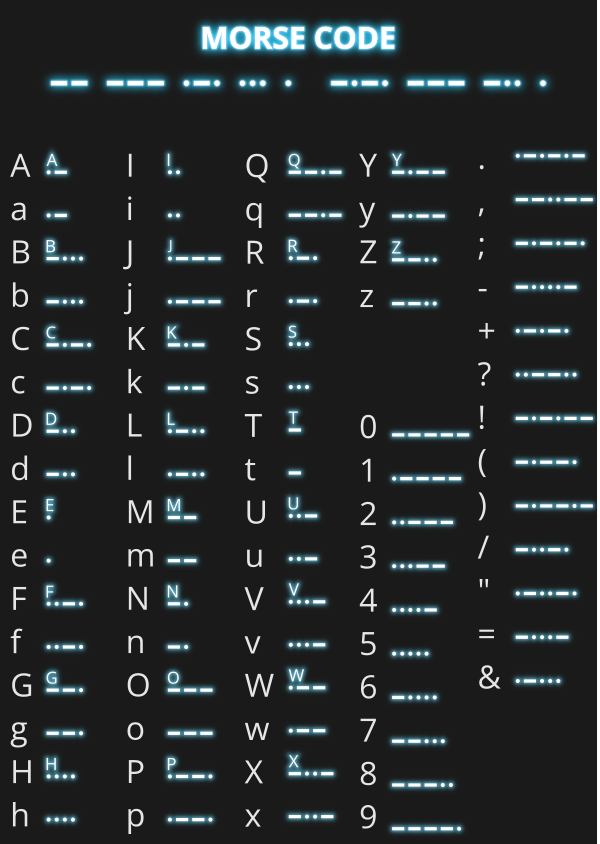 MORSE CODE
-- --- .-. ... . -.-. --- -.. .
A A .- I I .. Q Q --.- Y Y -.-- . .-.-.-
a .- i .. q --.- y -.-- , --..--
B B -... J J .--- R R .-. Z Z --.. ; -.-.-.
b -... j .--- r .-. z --.. - -....-
C C -.-. K K -.- S S ... + .-.-.
c -.-. k -.- s ... ? ..--..
D D -.. L L .-.. T T - 0 ----- ! -.-.--
d -.. l .-.. t - 1 .---- ( -.--.
E E . M M -- U U ..- 2 ..--- ) -.--.-
e . m -- u ..- 3 ...-- / -..-.
F F ..-. N N -. V V ...- 4 ....- " .-..-.
f ..-. n -. v ...- 5 ..... = -...-
G G --. O O --- W W .-- 6 -.... & .-...
g --. o --- w .-- 7 --...
H H .... P P .--. X X -..- 8 ---..
h .... p .--. x -..- 9 ----.